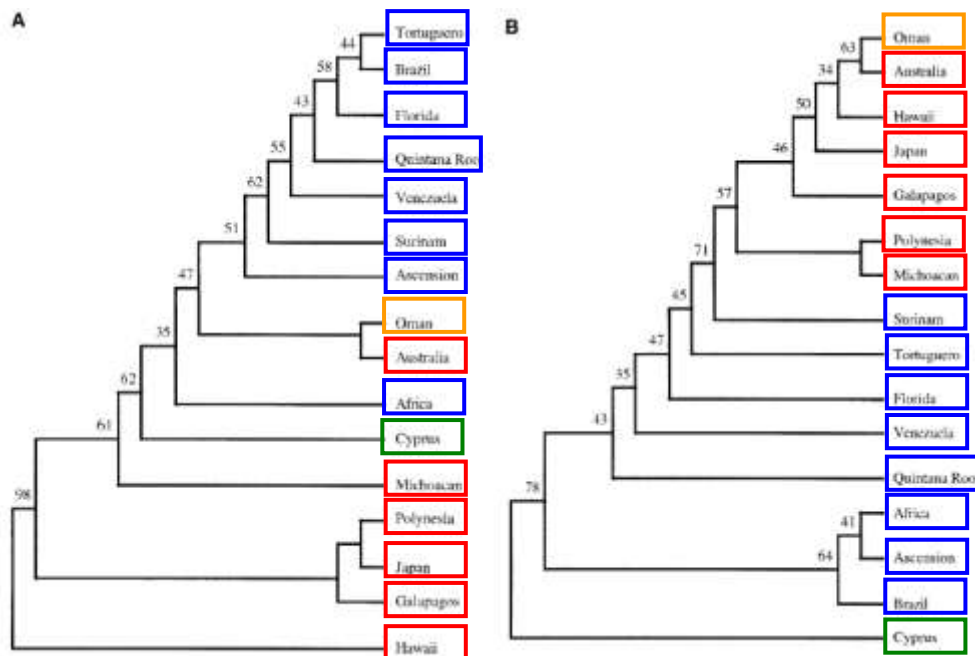 A
Tortuguero
44
Brazil
58
Florida
43
Quintana Roo
55
Venezuela
62
Surinam
51
Ascension
47
Oman
Australia
35
Africa
62
Cyprus
61
Michoacan
98
Polynesia
Japan
Galapagos
Hawaii
B
Oman
63
Australia
34
Hawaii
50
Japan
46
Galapagos
57
Polynesia
71
Michoacan
45
Surinam
47
Tortuguero
35
Florida
43
Venezuela
78
Quintana Roo
41
Africa
64
Ascension
Brazil
Cyprus